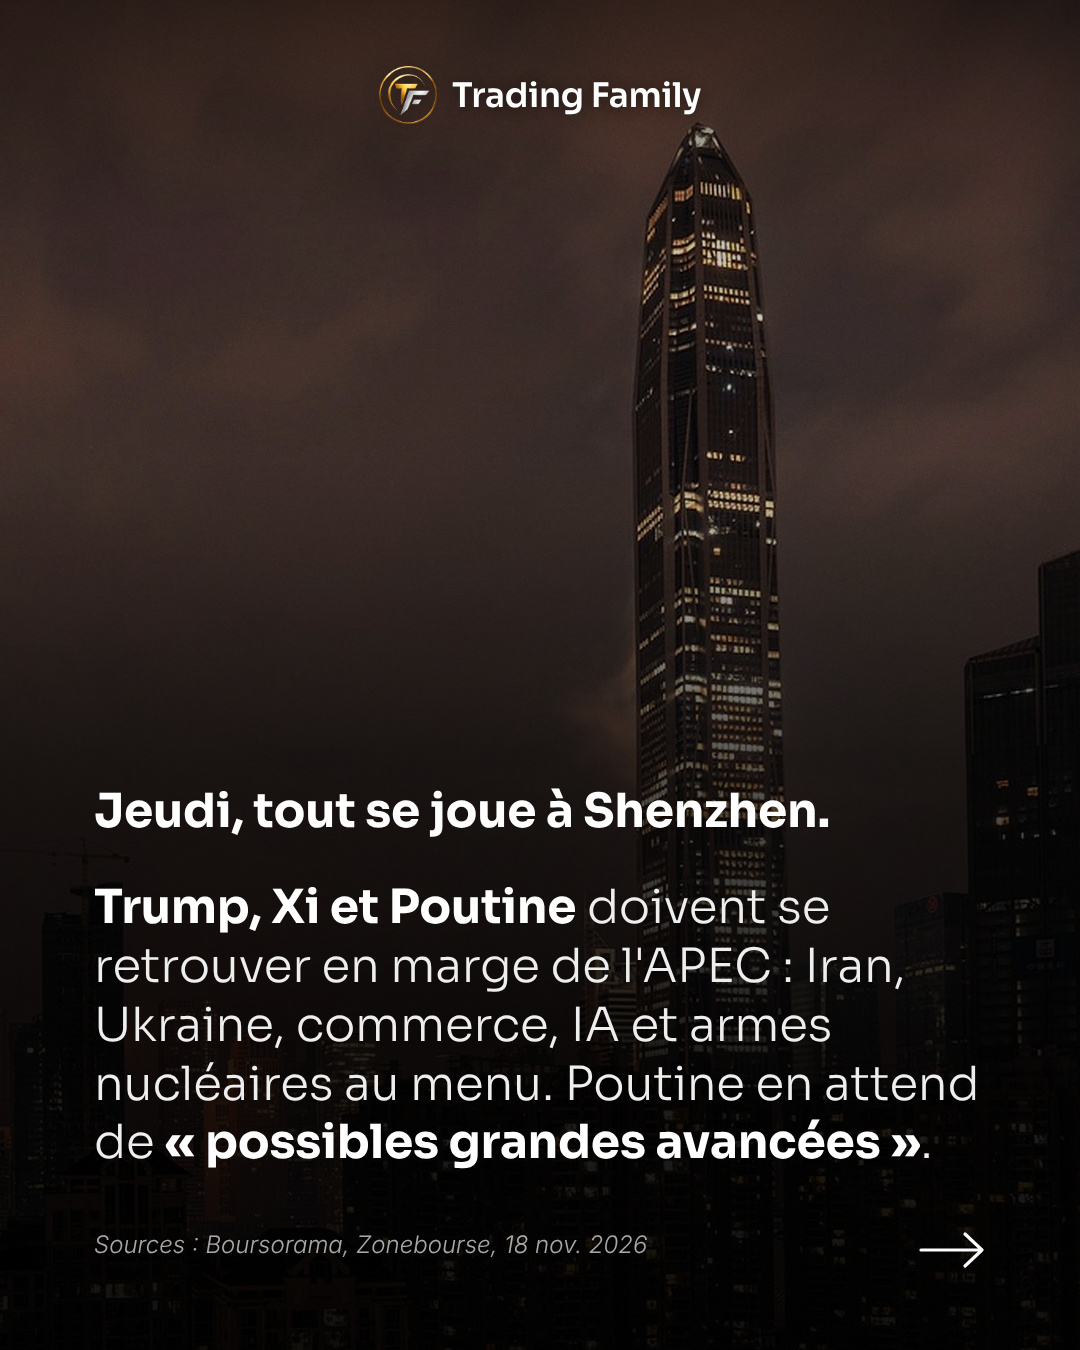 TF Trading Family
Jeudi, tout se joue à Shenzhen.
Trump, Xi et Poutine doivent se
retrouver en marge de l'APEC : Iran,
Ukraine, commerce, IA et armes
nucléaires au menu. Poutine en attend
de « possibles grandes avancées ».
Sources : Boursorama, Zonebourse, 18 nov. 2026